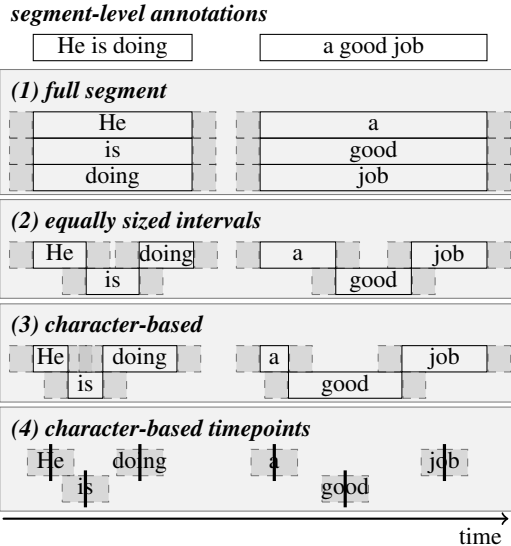 segment-level annotations
He is doing a good job
(1) full segment
He a
is good
doing job
(2) equally sized intervals
He doing a job
is good
(3) character-based
He doing a job
is good
(4) character-based timepoints
He doing a job
is good
time